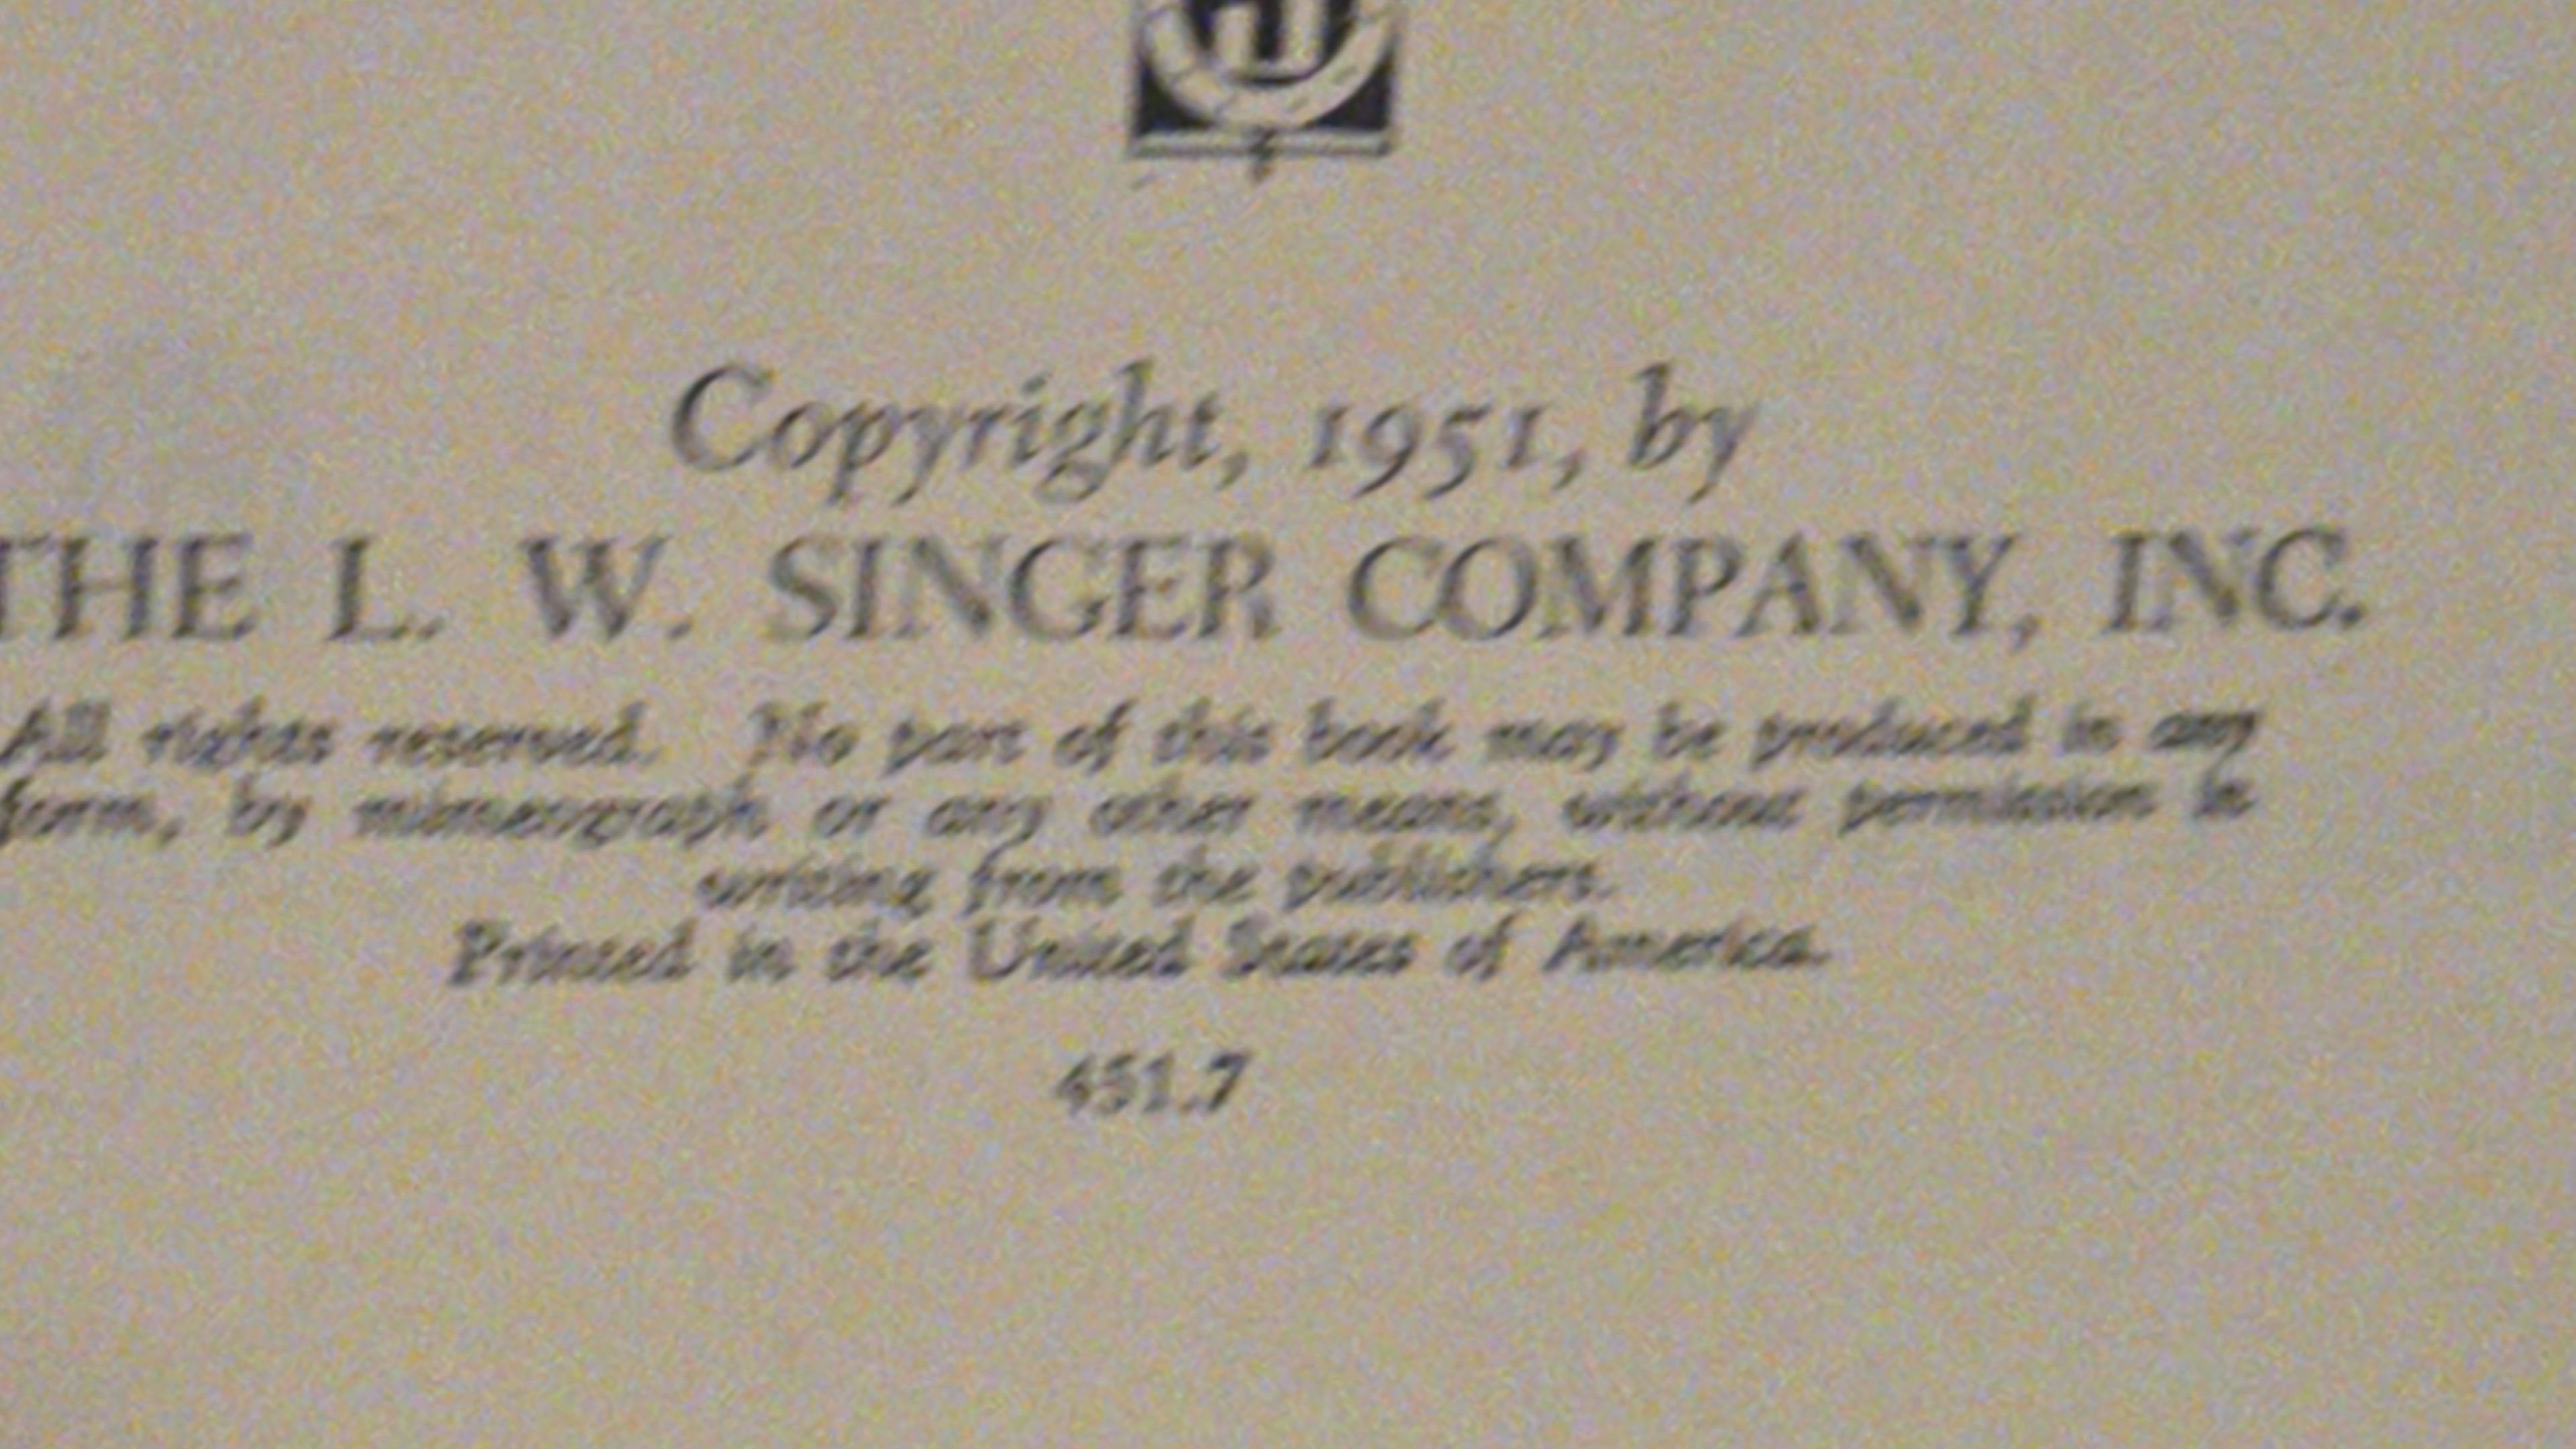 Copyright, 1951, by
THE L. W. SINGER COMPANY, INC.
All rights reserved. No part of this book may be produced in any
form, by mimeograph or any other means, without permission in
writing from the publishers.
Printed in the United States of America.
451.7